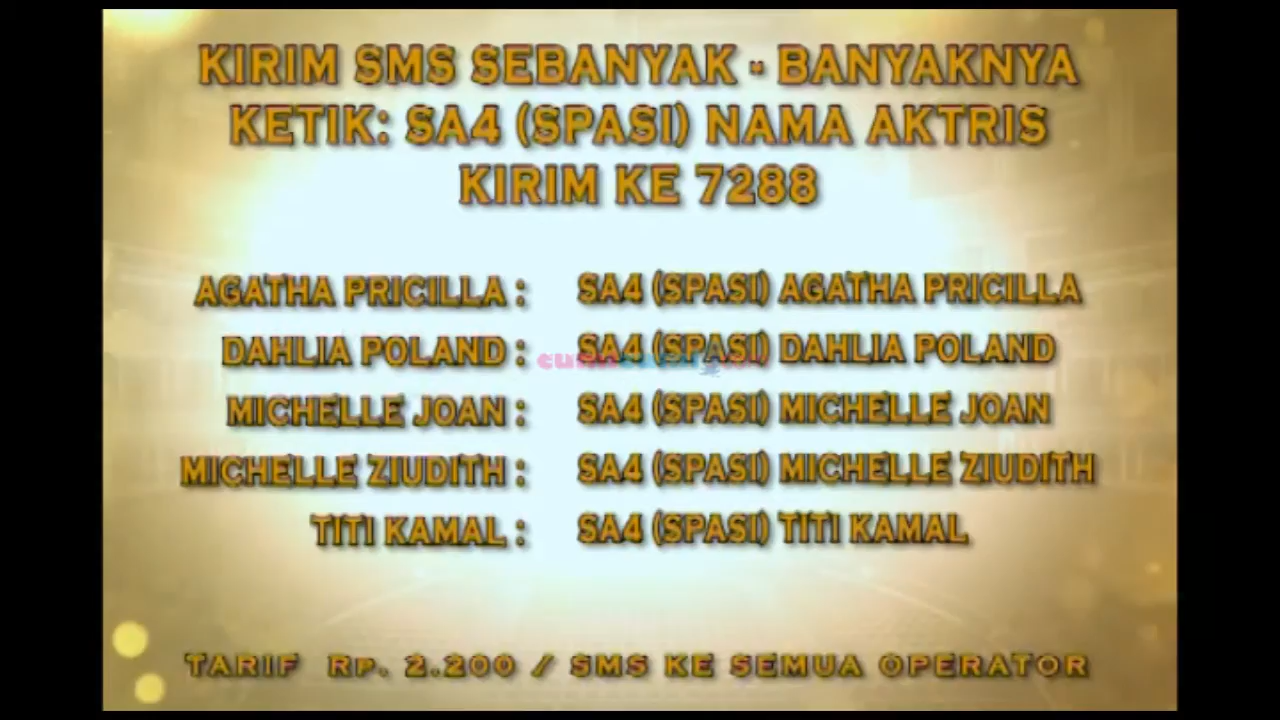 KIRIM SMS SEBANYAK - BANYAKNYA
KETIK: SA4 (SPASI) NAMA AKTRIS
KIRIM KE 7288
AGATHA PRICILLA : SA4 (SPASI) AGATHA PRICILLA
DAHLIA POLAND : SA4 (SPASI) DAHLIA POLAND
MICHELLE JOAN : SA4 (SPASI) MICHELLE JOAN
MICHELLE ZIUDITH : SA4 (SPASI) MICHELLE ZIUDITH
TITI KAMAL : SA4 (SPASI) TITI KAMAL
TARIF Rp. 2.200 / SMS KE SEMUA OPERATOR